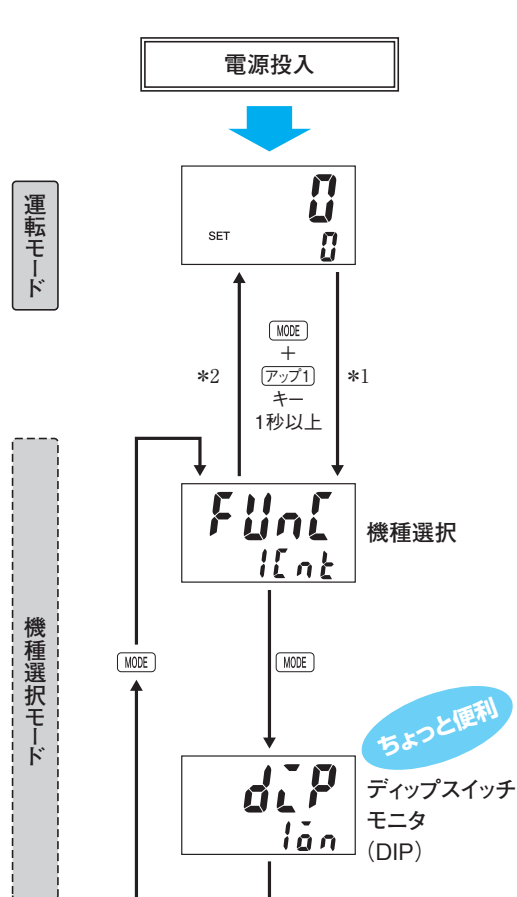 電源投入
運転モード
0
SET 0
MODE
+
アップ1
キー
1秒以上
*2
*1
FUnC
1Cnt
機種選択
機種選択モード
MODE
MODE
ちょっと便利
diP
1on
ディップスイッチ
モニタ
(DIP)